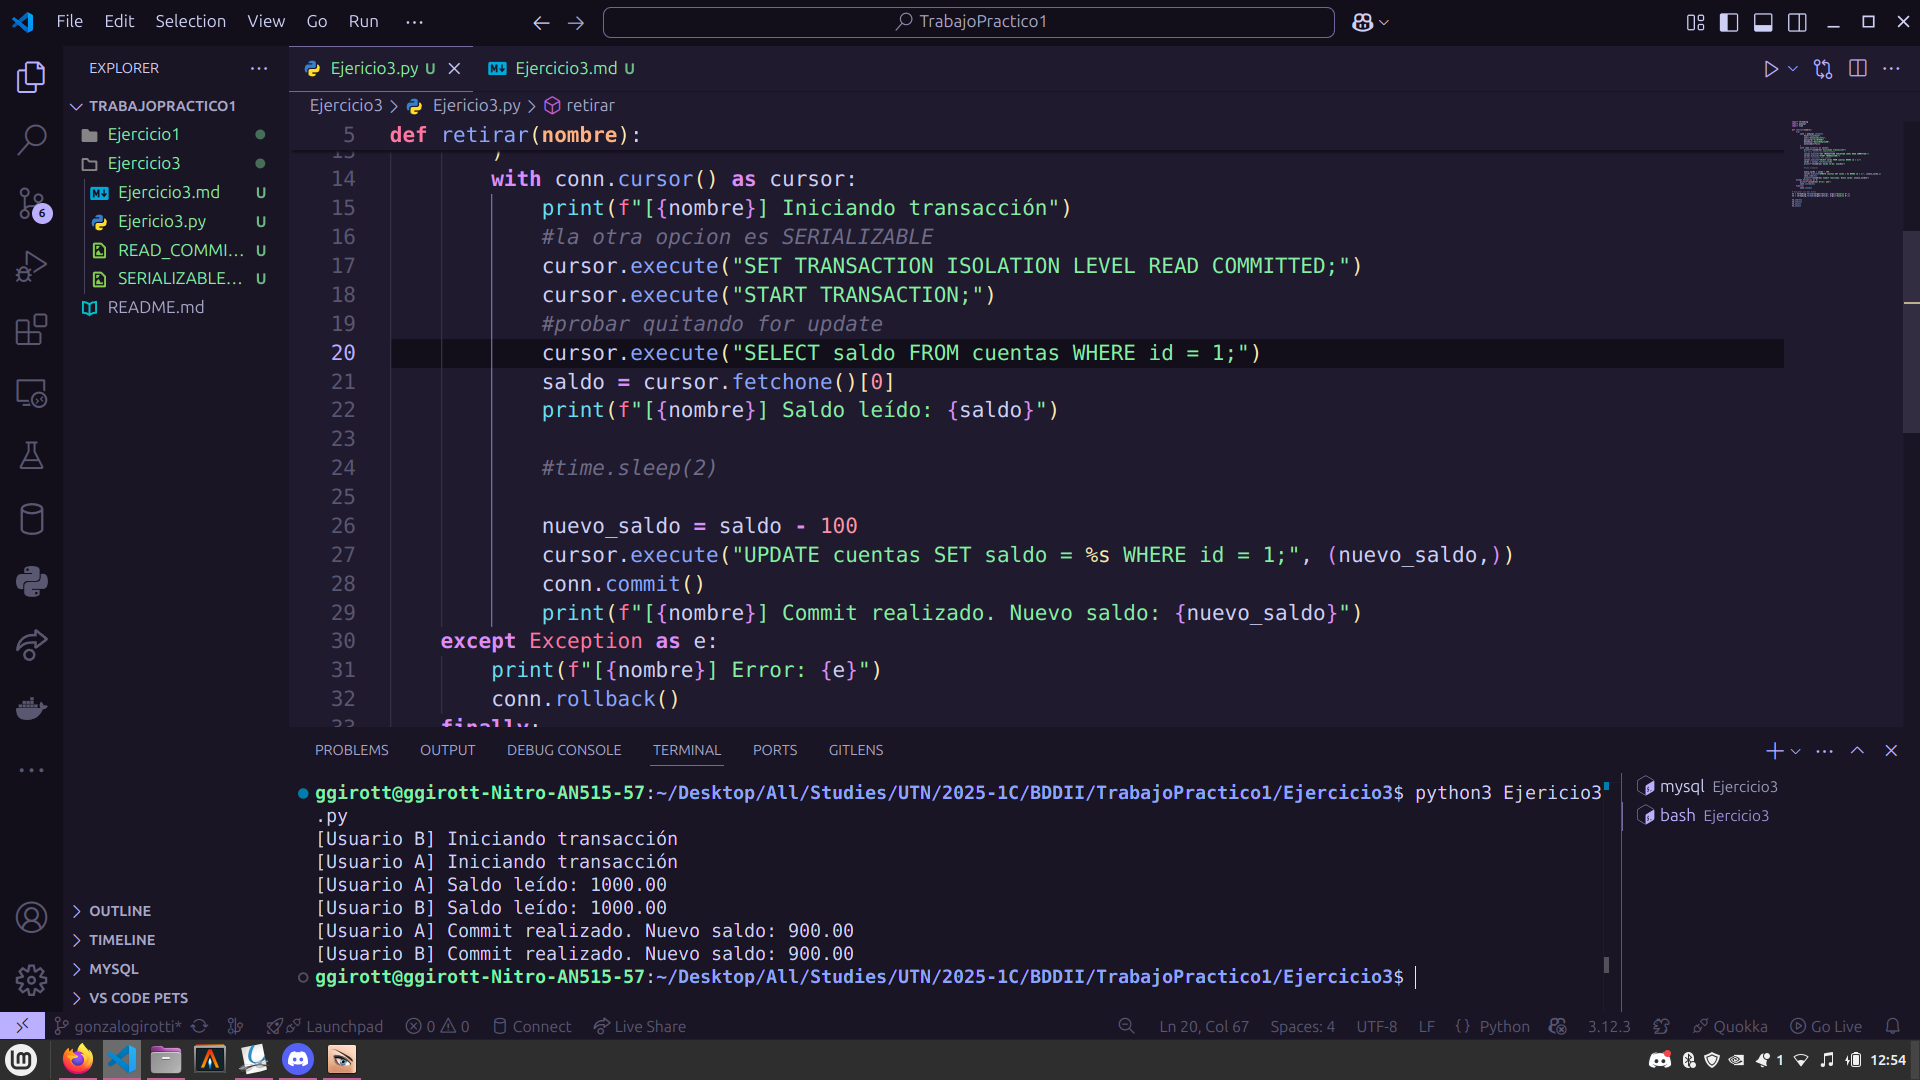 File Edit Selection View Go Run ···
TrabajoPractico1
EXPLORER
TRABAJOPRACTICO1
Ejercicio1
Ejercicio3
Ejercicio3.md U
Ejericio3.py U
READ_COMMI... U
SERIALIZABLE... U
README.md
6
OUTLINE
TIMELINE
MYSQL
VS CODE PETS
Ejericio3.py U
Ejercicio3.md U
Ejercicio3 > Ejericio3.py > retirar
5 def retirar(nombre):
14 with conn.cursor() as cursor:
15 print(f"[{nombre}] Iniciando transacción")
16 #la otra opcion es SERIALIZABLE
17 cursor.execute("SET TRANSACTION ISOLATION LEVEL READ COMMITTED;")
18 cursor.execute("START TRANSACTION;")
19 #probar quitando for update
20 cursor.execute("SELECT saldo FROM cuentas WHERE id = 1;")
21 saldo = cursor.fetchone()[0]
22 print(f"[{nombre}] Saldo leído: {saldo}")
23
24 #time.sleep(2)
25
26 nuevo_saldo = saldo - 100
27 cursor.execute("UPDATE cuentas SET saldo = %s WHERE id = 1;", (nuevo_saldo,))
28 conn.commit()
29 print(f"[{nombre}] Commit realizado. Nuevo saldo: {nuevo_saldo}")
30 except Exception as e:
31 print(f"[{nombre}] Error: {e}")
32 conn.rollback()
33 finally:
PROBLEMS OUTPUT DEBUG CONSOLE TERMINAL PORTS GITLENS
ggirott@ggirott-Nitro-AN515-57:~/Desktop/All/Studies/UTN/2025-1C/BDDII/TrabajoPractico1/Ejercicio3$ python3 Ejericio3
.py
[Usuario B] Iniciando transacción
[Usuario A] Iniciando transacción
[Usuario A] Saldo leído: 1000.00
[Usuario B] Saldo leído: 1000.00
[Usuario A] Commit realizado. Nuevo saldo: 900.00
[Usuario B] Commit realizado. Nuevo saldo: 900.00
ggirott@ggirott-Nitro-AN515-57:~/Desktop/All/Studies/UTN/2025-1C/BDDII/TrabajoPractico1/Ejercicio3$
mysql Ejercicio3
bash Ejercicio3
gonzalogirotti* Launchpad 0 0 Connect Live Share Ln 20, Col 67 Spaces: 4 UTF-8 LF {} Python 3.12.3 Quokka Go Live
1 12:54